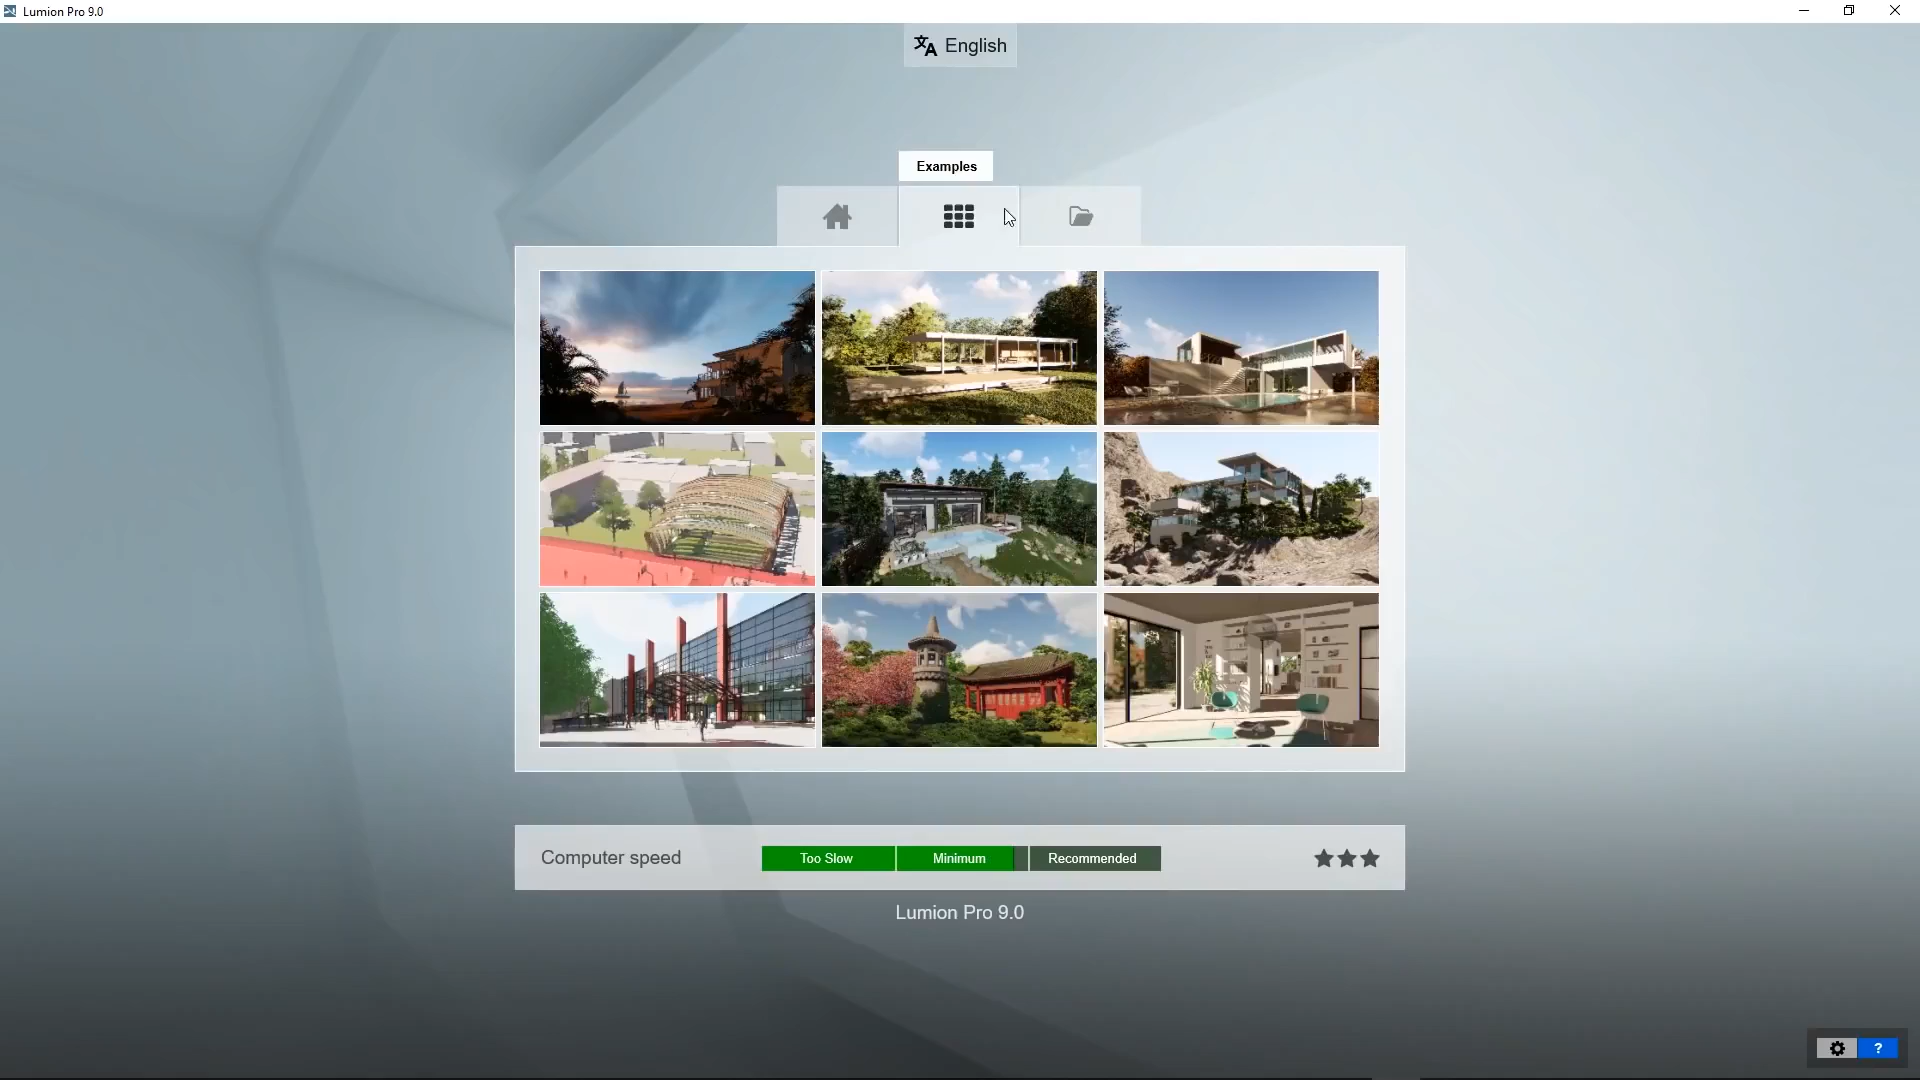 Lumion Pro 9.0
English
Examples
Computer speed
Too Slow
Minimum
Recommended
Lumion Pro 9.0
?